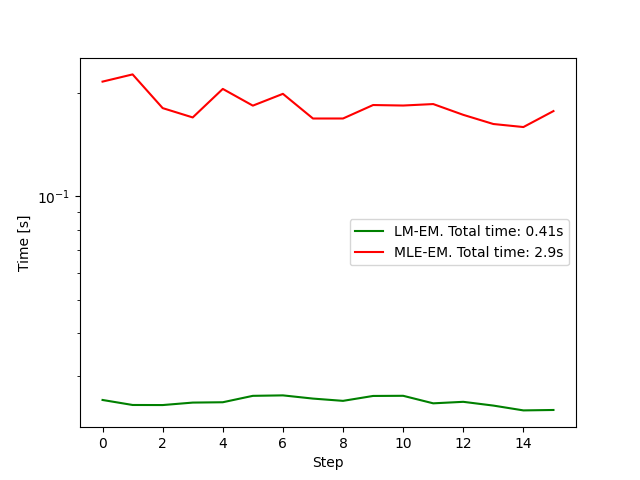 10⁻¹
Time [s]
LM-EM. Total time: 0.41s
MLE-EM. Total time: 2.9s
0 2 4 6 8 10 12 14
Step